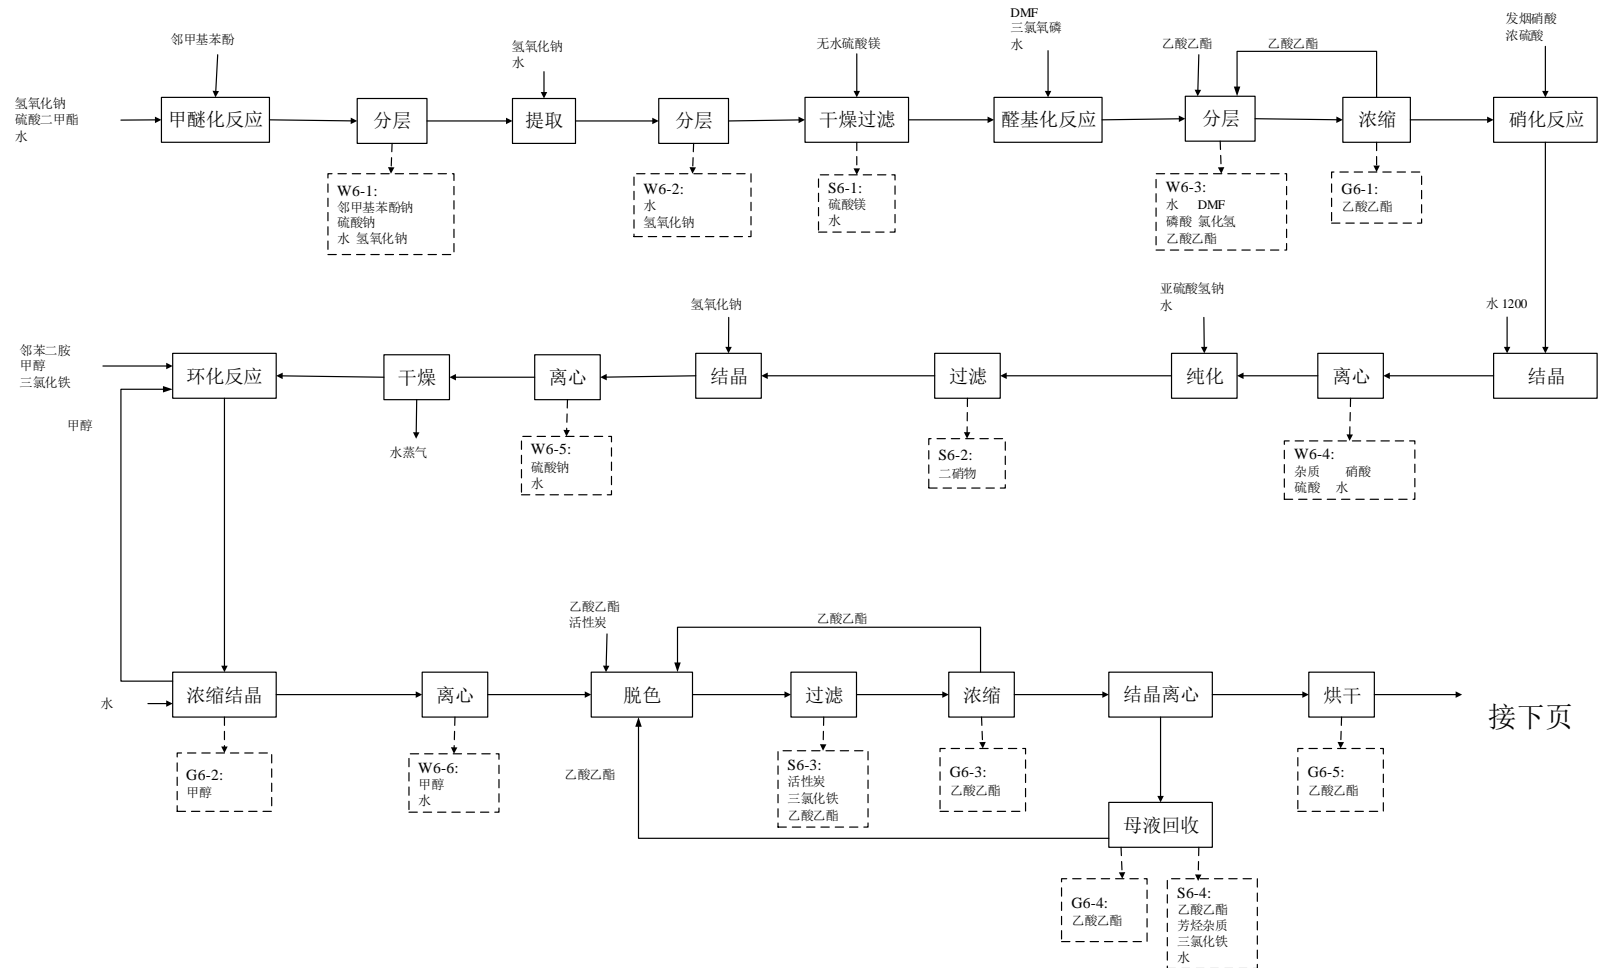 邻甲基苯酚
氢氧化钠
水
无水硫酸镁
DMF
三氯氧磷
水
乙酸乙酯
乙酸乙酯
发烟硝酸
浓硫酸
氢氧化钠
硫酸二甲酯
水
甲醚化反应
分层
提取
分层
干燥过滤
醛基化反应
分层
浓缩
硝化反应
W6-1:
邻甲基苯酚钠
硫酸钠
水 氢氧化钠
W6-2:
水
氢氧化钠
S6-1:
硫酸镁
水
W6-3:
水 DMF
磷酸 氯化氢
乙酸乙酯
G6-1:
乙酸乙酯
氢氧化钠
亚硫酸氢钠
水
水 1200
邻苯二胺
甲醇
三氯化铁
环化反应
干燥
离心
结晶
过滤
纯化
离心
结晶
甲醇
水蒸气
W6-5:
硫酸钠
水
S6-2:
二硝物
W6-4:
杂质 硝酸
硫酸 水
乙酸乙酯
活性炭
乙酸乙酯
水
浓缩结晶
离心
脱色
过滤
浓缩
结晶离心
烘干
接下页
G6-2:
甲醇
W6-6:
甲醇
水
乙酸乙酯
S6-3:
活性炭
三氯化铁
乙酸乙酯
G6-3:
乙酸乙酯
G6-5:
乙酸乙酯
母液回收
G6-4:
乙酸乙酯
S6-4:
乙酸乙酯
芳烃杂质
三氯化铁
水